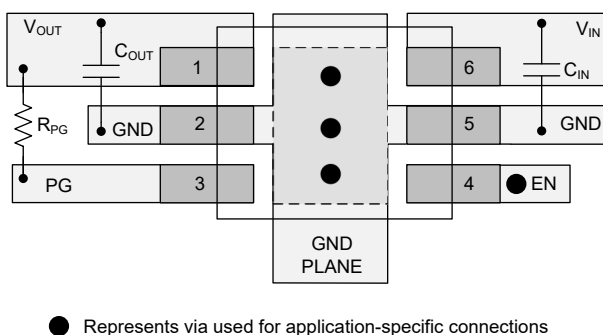 VOUT
COUT
1
6
VIN
CIN
RPG
GND
2
5
GND
PG
3
4
EN
GND
PLANE
Represents via used for application-specific connections